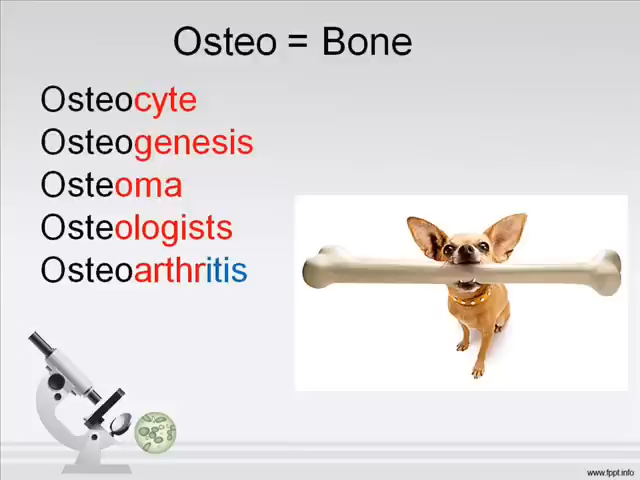 Osteo = Bone
Osteocyte
Osteogenesis
Osteoma
Osteologists
Osteoarthritis
www.fppt.info